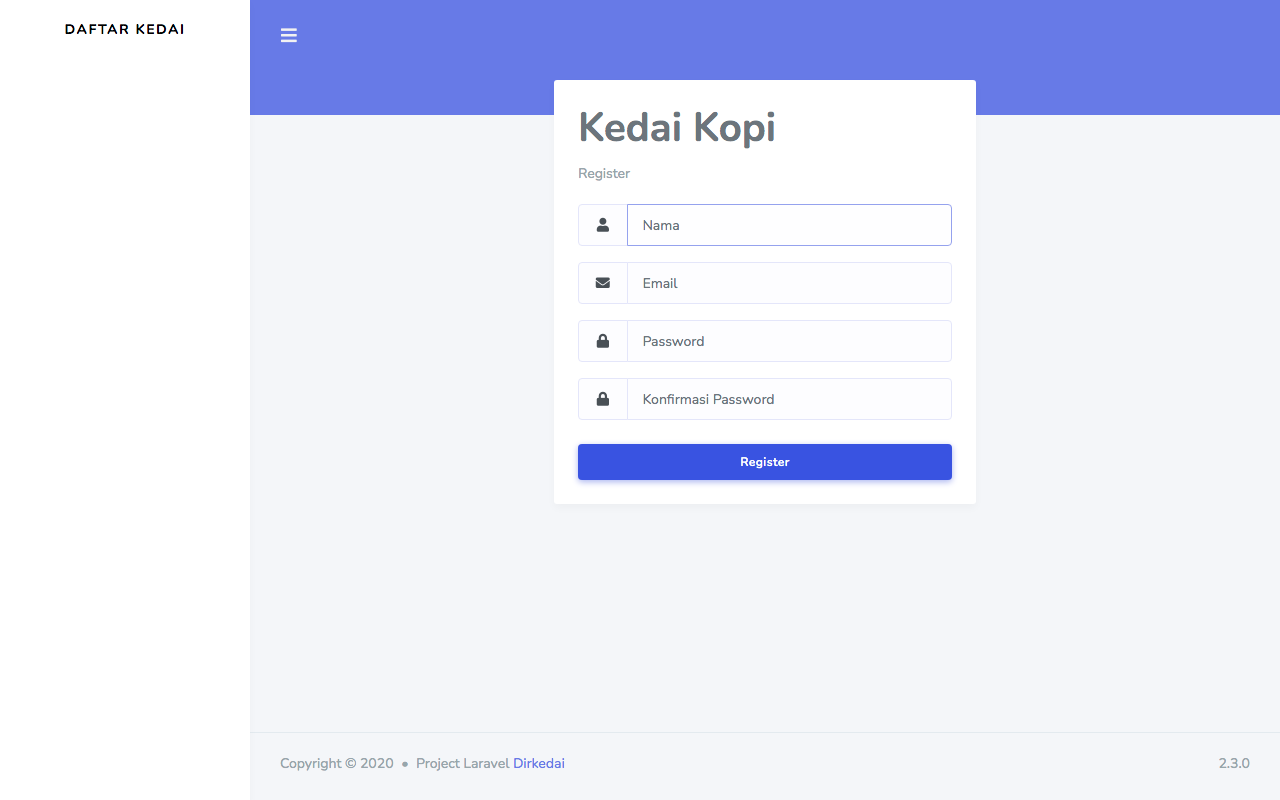 DAFTAR KEDAI
Kedai Kopi
Register
Nama
Email
Password
Konfirmasi Password
Register
Copyright © 2020 • Project Laravel Dirkedai
2.3.0